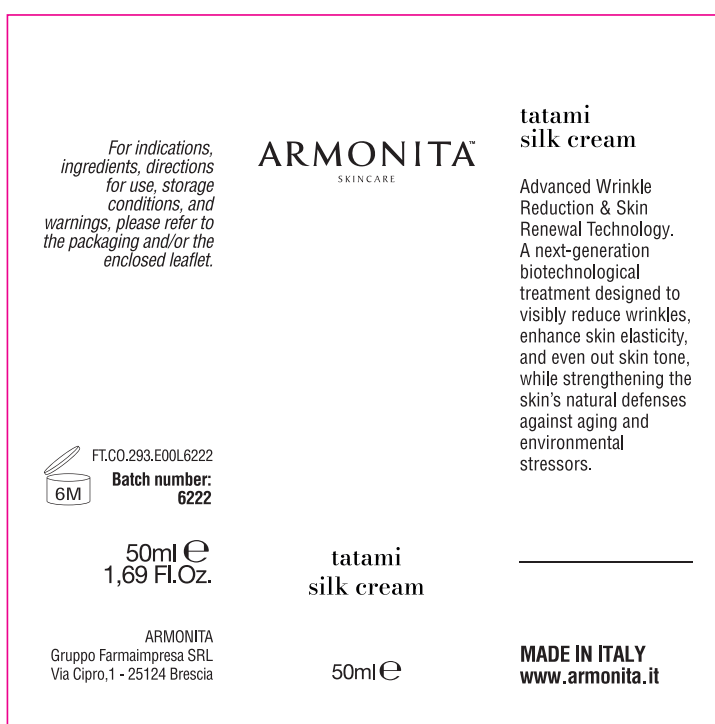 For indications,
ingredients, directions
for use, storage
conditions, and
warnings, please refer to
the packaging and/or the
enclosed leaflet.
FT.CO.293.E00L6222
6M
Batch number:
6222
50ml ℮
1,69 Fl.Oz.
ARMONITA
Gruppo Farmaimpresa SRL
Via Cipro,1 - 25124 Brescia
ARMONITA™
SKINCARE
tatami
silk cream
50ml ℮
tatami
silk cream
Advanced Wrinkle
Reduction & Skin
Renewal Technology.
A next-generation
biotechnological
treatment designed to
visibly reduce wrinkles,
enhance skin elasticity,
and even out skin tone,
while strengthening the
skin's natural defenses
against aging and
environmental
stressors.
MADE IN ITALY
www.armonita.it